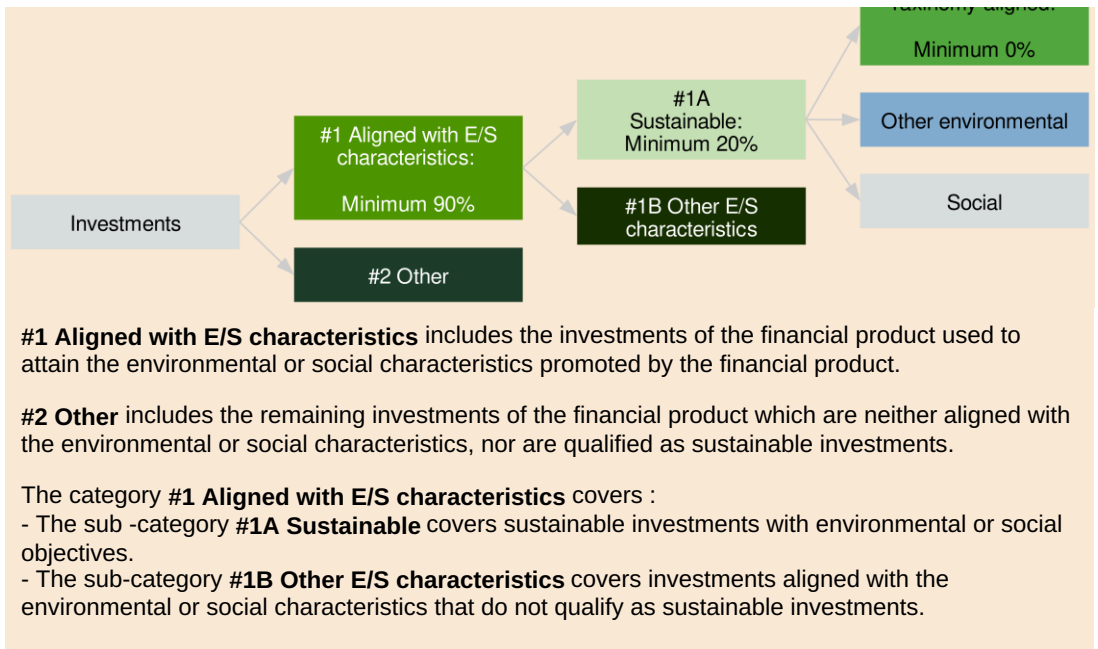 Taxinomy-aligned:
Minimum 0%
#1A
Sustainable:
Minimum 20%
Other environmental
#1 Aligned with E/S
characteristics:
Minimum 90%
#1B Other E/S
characteristics
Social
Investments
#2 Other
#1 Aligned with E/S characteristics includes the investments of the financial product used to
attain the environmental or social characteristics promoted by the financial product.
#2 Other includes the remaining investments of the financial product which are neither aligned with
the environmental or social characteristics, nor are qualified as sustainable investments.
The category #1 Aligned with E/S characteristics covers :
- The sub -category #1A Sustainable covers sustainable investments with environmental or social
objectives.
- The sub-category #1B Other E/S characteristics covers investments aligned with the
environmental or social characteristics that do not qualify as sustainable investments.